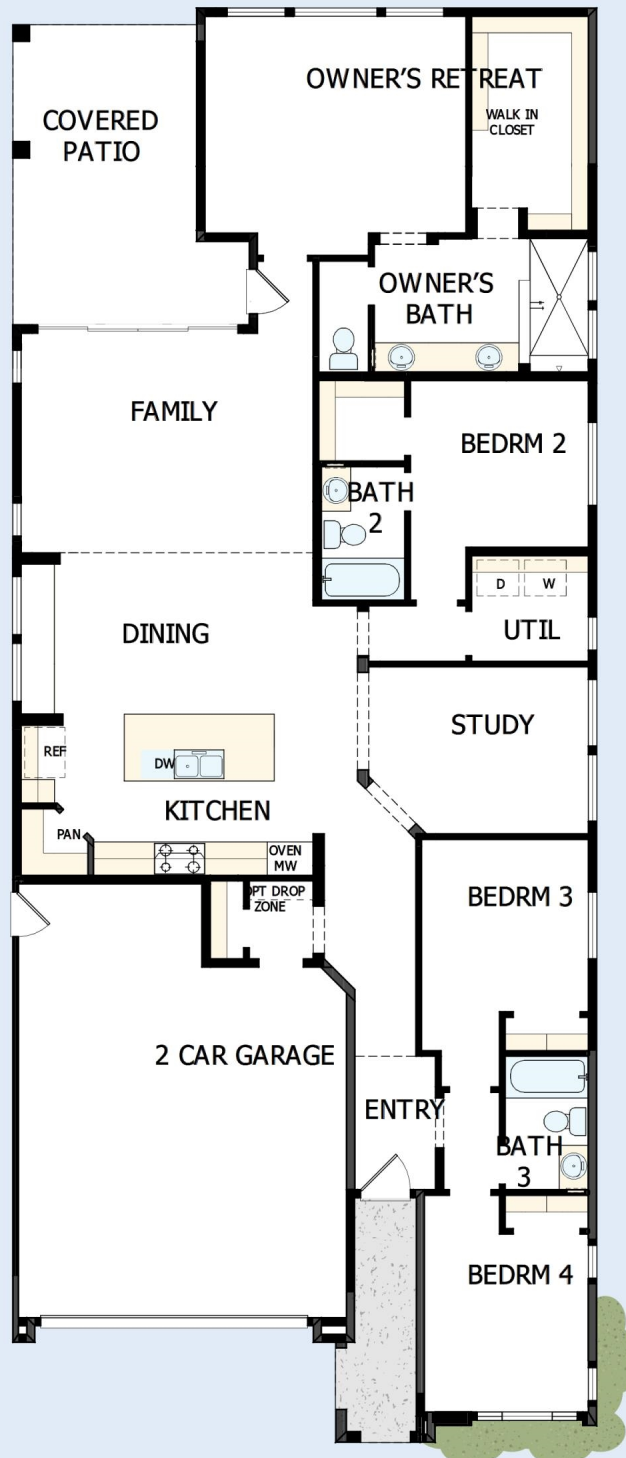 OWNER'S RETREAT
COVERED
PATIO
WALK IN
CLOSET
OWNER'S
BATH
FAMILY
BEDRM 2
BATH
2
D
W
UTIL
DINING
STUDY
REF
DW
KITCHEN
PAN
OVEN
MW
OPT DROP
ZONE
BEDRM 3
2 CAR GARAGE
ENTRY
BATH
3
BEDRM 4